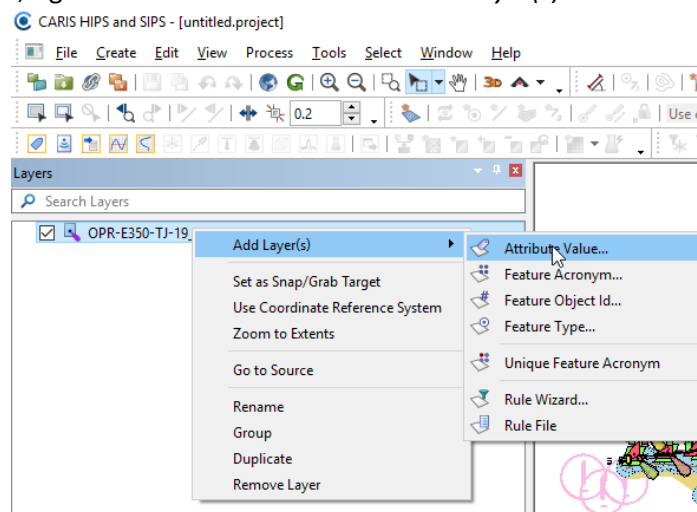 CARIS HIPS and SIPS - [untitled.project]
File Create Edit View Process Tools Select Window Help
G 3D
0.2 Use
T T
Layers
Search Layers
OPR-E350-TJ-19_
Add Layer(s)
Set as Snap/Grab Target
Use Coordinate Reference System
Zoom to Extents
Go to Source
Rename
Group
Duplicate
Remove Layer
Attribute Value...
Feature Acronym...
Feature Object Id...
Feature Type...
Unique Feature Acronym
Rule Wizard...
Rule File